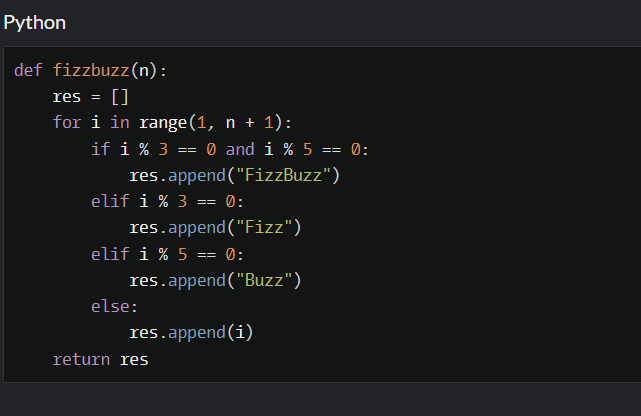 Python
def fizzbuzz(n):
    res = []
    for i in range(1, n + 1):
        if i % 3 == 0 and i % 5 == 0:
            res.append("FizzBuzz")
        elif i % 3 == 0:
            res.append("Fizz")
        elif i % 5 == 0:
            res.append("Buzz")
        else:
            res.append(i)
    return res